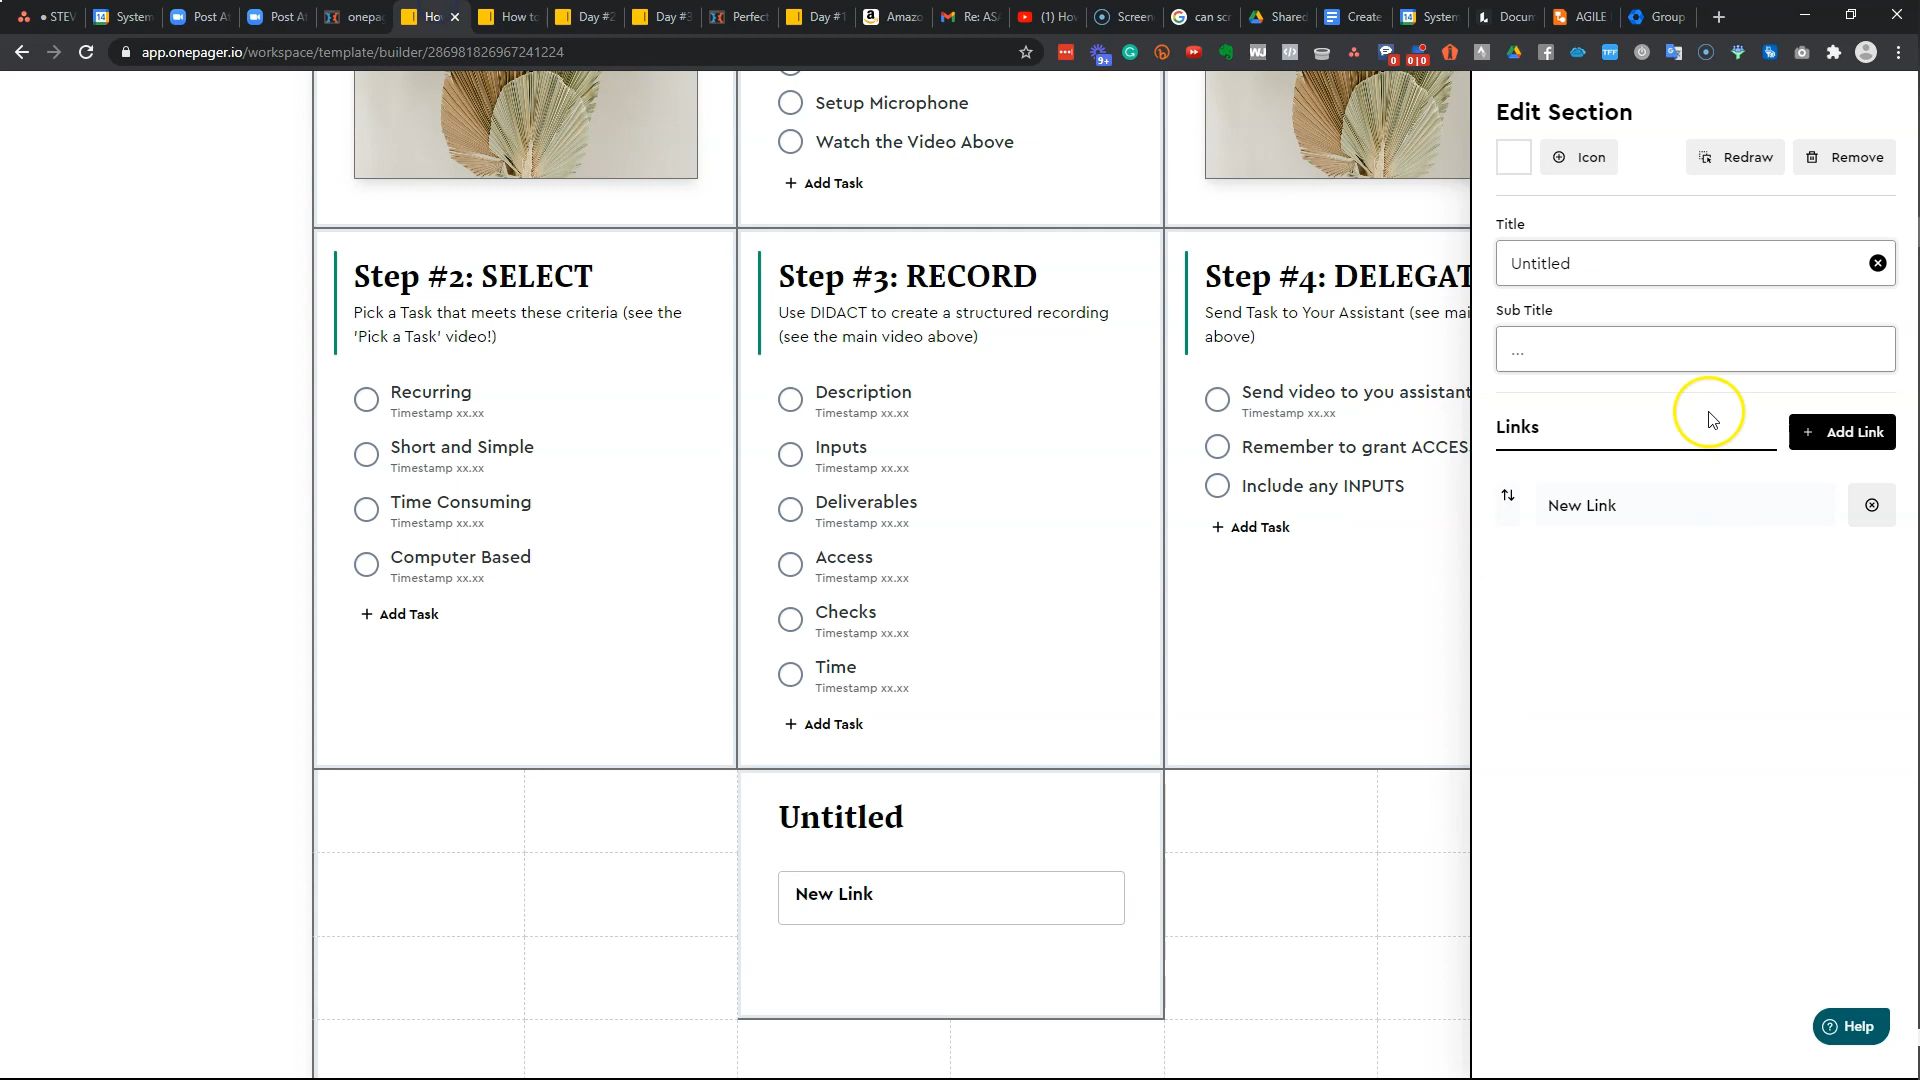 STEV
System
Post A
Post A
onepa
Ho
How to
Day #2
Day #3
Perfect
Day #1
Amazo
Re: AS
(1) Ho
Screen
can scr
Shared
Create
System
Docum
AGILE
Group
app.onepager.io/workspace/template/builder/286981826967241224
Setup Microphone
Watch the Video Above
+ Add Task
Step #2: SELECT
Pick a Task that meets these criteria (see the
'Pick a Task' video!)
Recurring
Timestamp xx.xx
Short and Simple
Timestamp xx.xx
Time Consuming
Timestamp xx.xx
Computer Based
Timestamp xx.xx
+ Add Task
Step #3: RECORD
Use DIDACT to create a structured recording
(see the main video above)
Description
Timestamp xx.xx
Inputs
Timestamp xx.xx
Deliverables
Timestamp xx.xx
Access
Timestamp xx.xx
Checks
Timestamp xx.xx
Time
Timestamp xx.xx
+ Add Task
Step #4: DELEGAT
Send Task to Your Assistant (see mai
above)
Send video to you assistant
Timestamp xx.xx
Remember to grant ACCES
Include any INPUTS
+ Add Task
Untitled
New Link
Edit Section
Icon
Redraw
Remove
Title
Untitled
Sub Title
...
Links
+ Add Link
New Link
Help